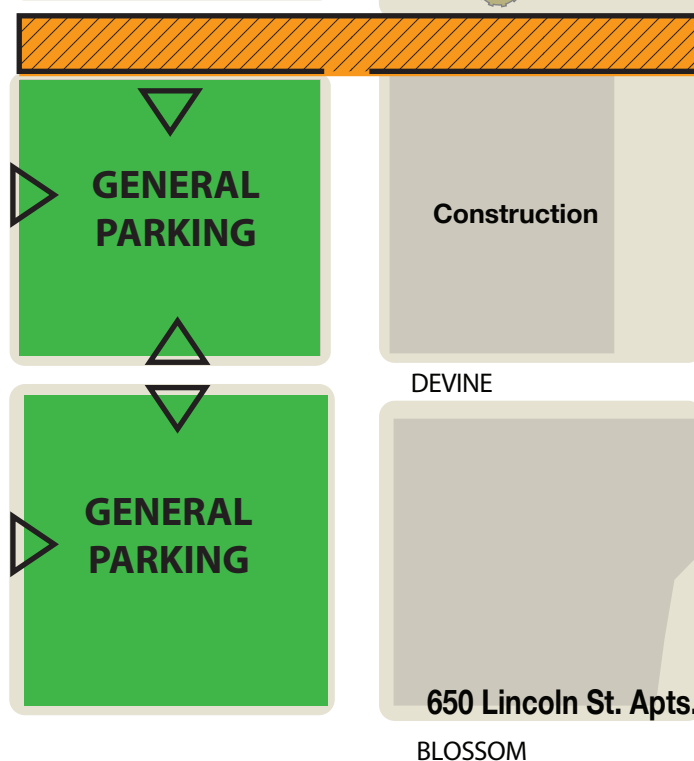 GENERAL
PARKING
Construction
DEVINE
GENERAL
PARKING
650 Lincoln St. Apts.
BLOSSOM